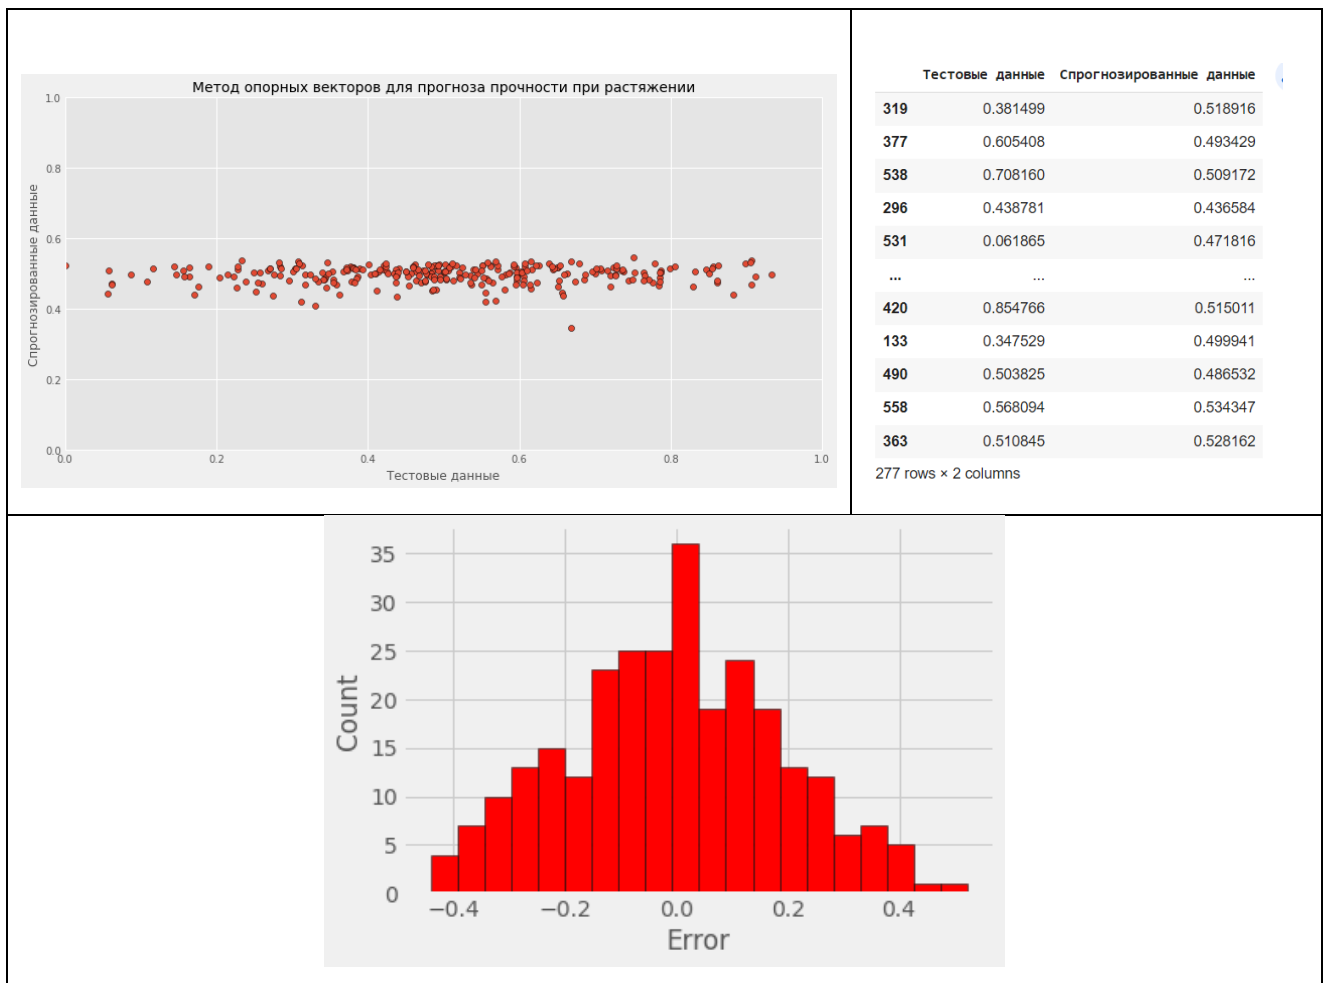 Метод опорных векторов для прогноза прочности при растяжении
1.0
0.8
0.6
0.4
0.2
0.0
0.0 0.2 0.4 0.6 0.8 1.0
Спрогнозированные данные
Тестовые данные
Тестовые данные Спрогнозированные данные
319 0.381499 0.518916
377 0.605408 0.493429
538 0.708160 0.509172
296 0.438781 0.436584
531 0.061865 0.471816
... ... ...
420 0.854766 0.515011
133 0.347529 0.499941
490 0.503825 0.486532
558 0.568094 0.534347
363 0.510845 0.528162
277 rows × 2 columns
35
30
25
20
15
10
5
0
Count
−0.4 −0.2 0.0 0.2 0.4
Error